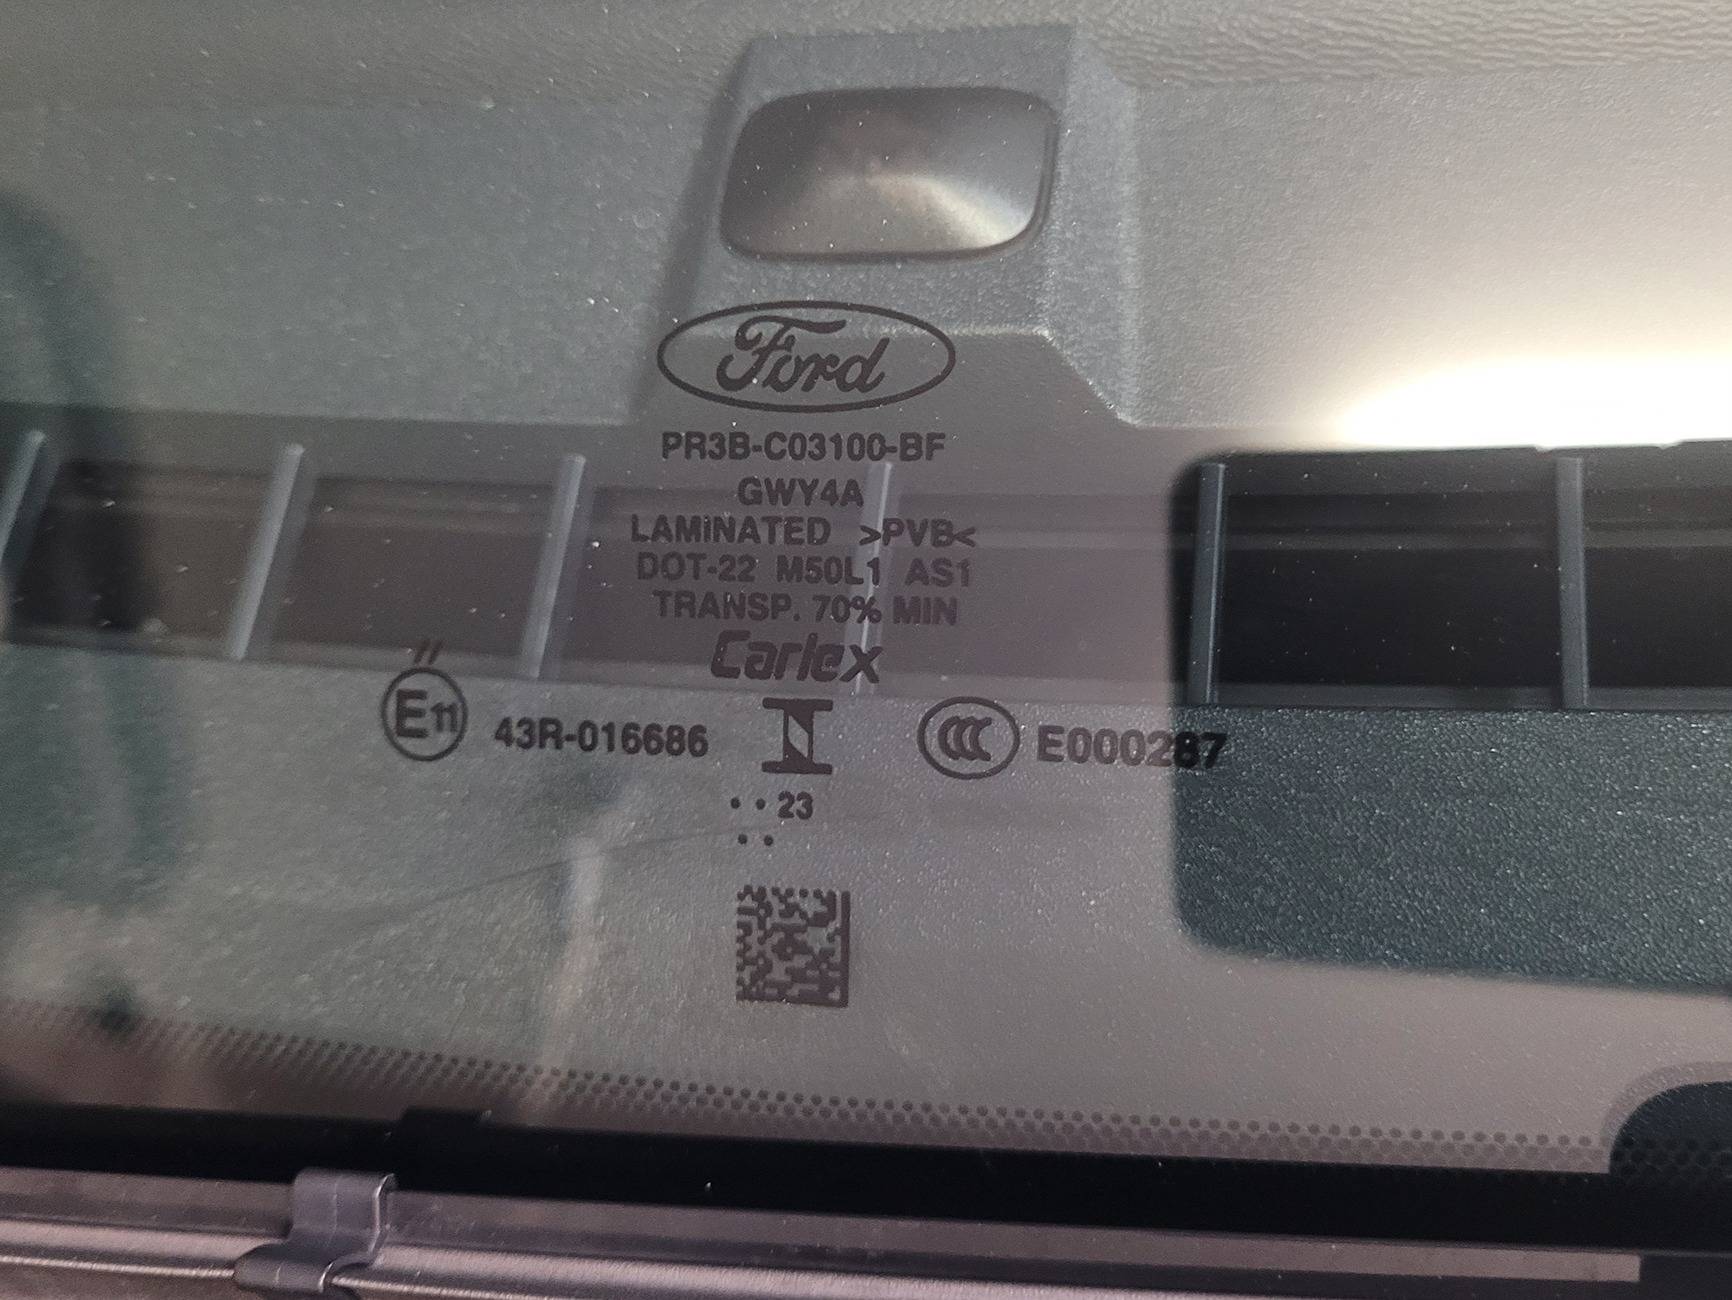 Ford
PR3B-C03100-BF
GWY4A
LAMINATED >PVB<
DOT-22 M50L1 AS1
TRANSP. 70% MIN
Carlex
//
E11 43R-016686 I CCC E000287
··23
··